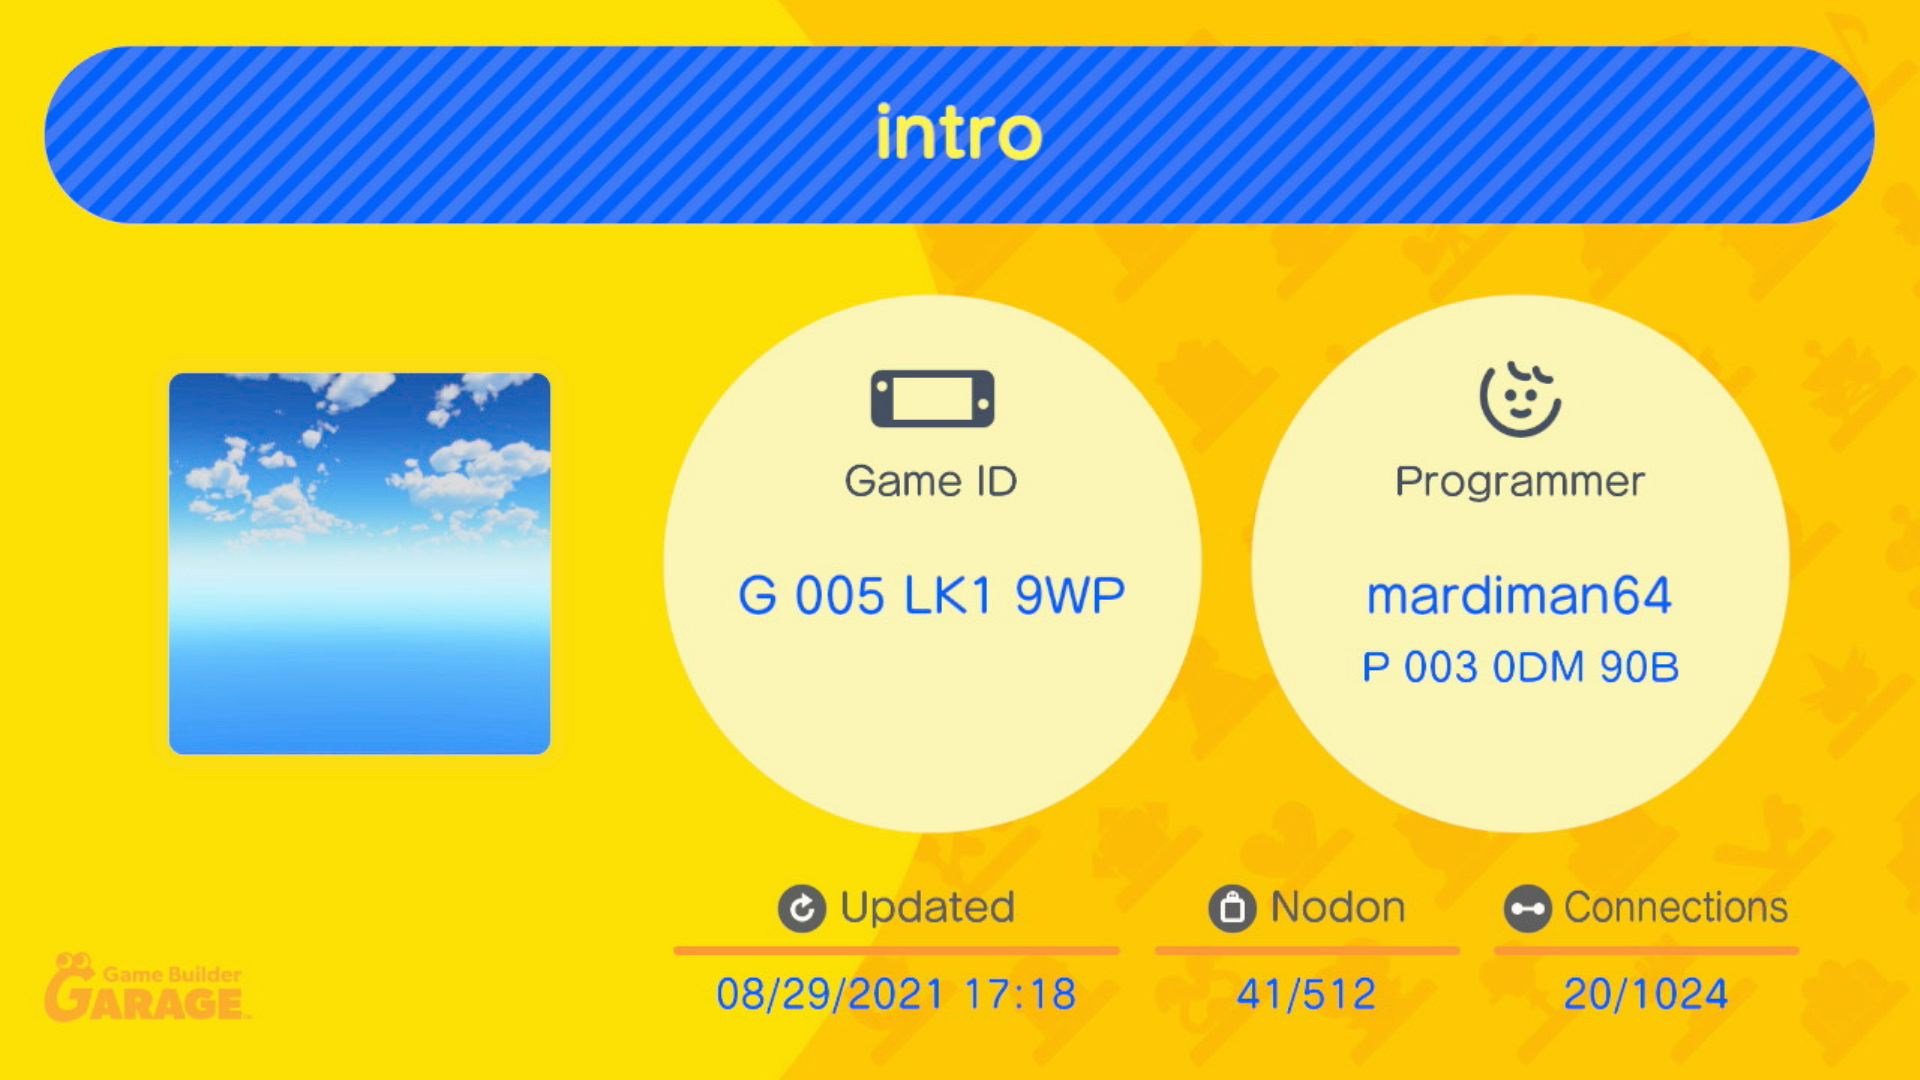 intro
Game ID
G 005 LK1 9WP
Programmer
mardiman64
P 003 0DM 90B
Updated
08/29/2021 17:18
Nodon
41/512
Connections
20/1024
Game Builder
GARAGE